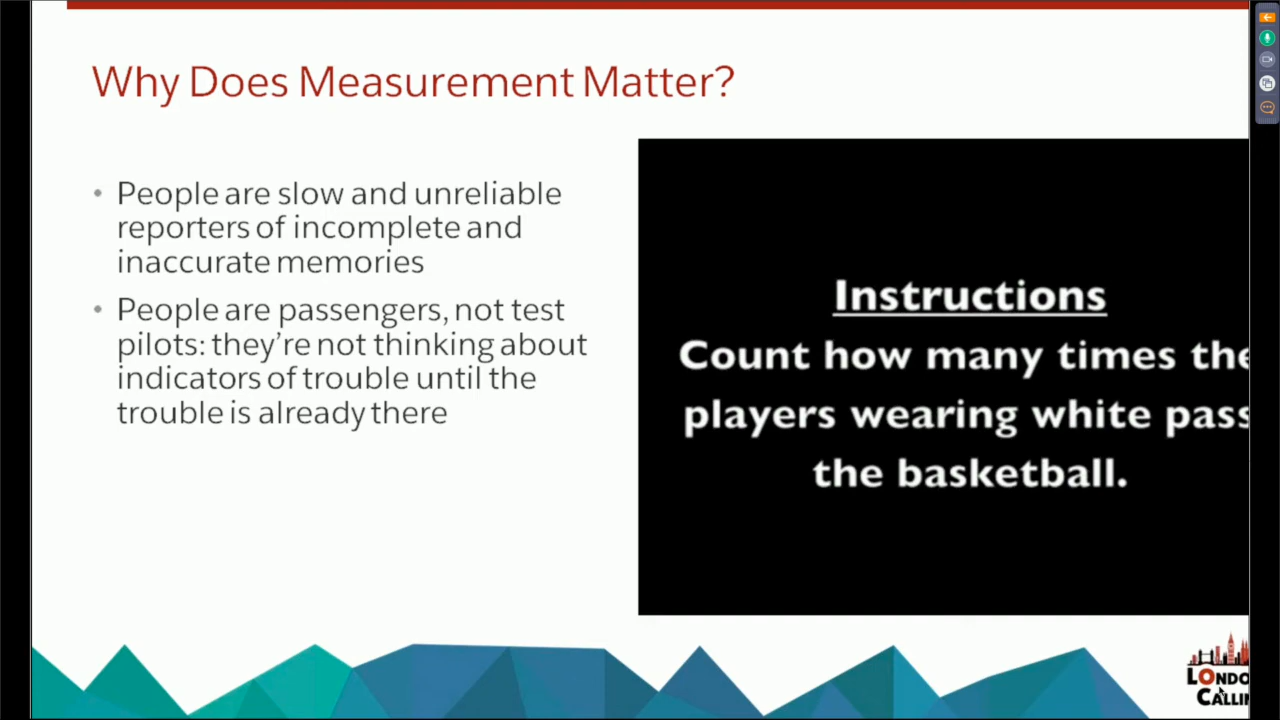 Why Does Measurement Matter?
• People are slow and unreliable
reporters of incomplete and
inaccurate memories
• People are passengers, not test
pilots: they're not thinking about
indicators of trouble until the
trouble is already there
Instructions
Count how many times the
players wearing white pass
the basketball.
LONDO
CALLIN